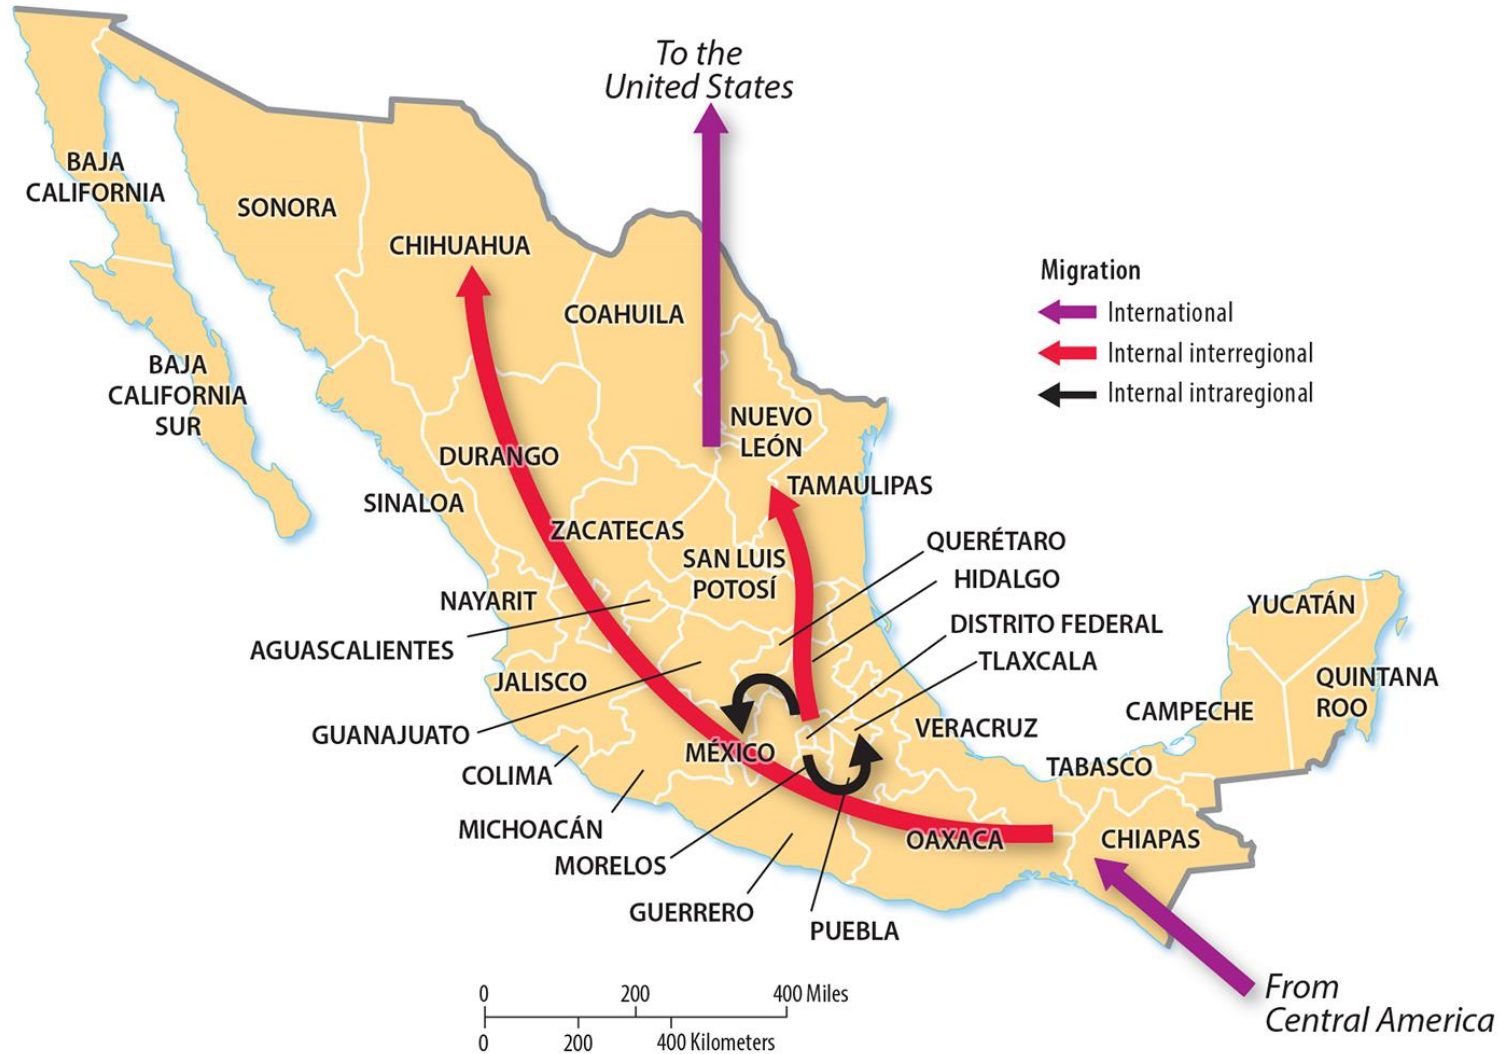 To the
United States
BAJA
CALIFORNIA
SONORA
CHIHUAHUA
COAHUILA
BAJA
CALIFORNIA
SUR
NUEVO
LEÓN
DURANGO
SINALOA
TAMAULIPAS
ZACATECAS
SAN LUIS
POTOSÍ
NAYARIT
AGUASCALIENTES
JALISCO
GUANAJUATO
COLIMA
MICHOACÁN
MORELOS
GUERRERO
PUEBLA
MÉXICO
QUERÉTARO
HIDALGO
DISTRITO FEDERAL
TLAXCALA
VERACRUZ
OAXACA
TABASCO
CHIAPAS
CAMPECHE
YUCATÁN
QUINTANA
ROO
Migration
International
Internal interregional
Internal intraregional
From
Central America
0 200 400 Miles
0 200 400 Kilometers